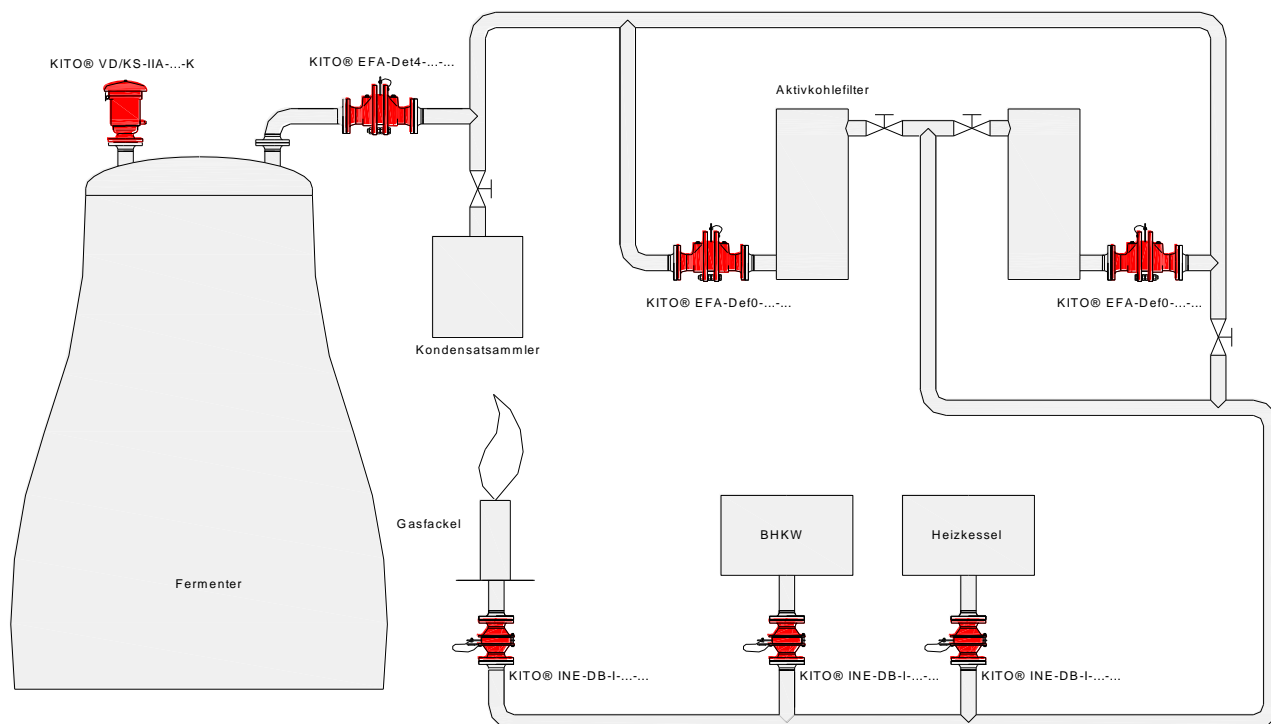 KITO® VD/KS-IIA-...-K
KITO® EFA-Det4-...-...
Aktivkohlefilter
KITO® EFA-Def0-...-...
KITO® EFA-Def0-...-...
Kondensatsammler
Gasfackel
BHKW
Heizkessel
Fermenter
KITO® INE-DB-I-...-...
KITO® INE-DB-I-...-...
KITO® INE-DB-I-...-...